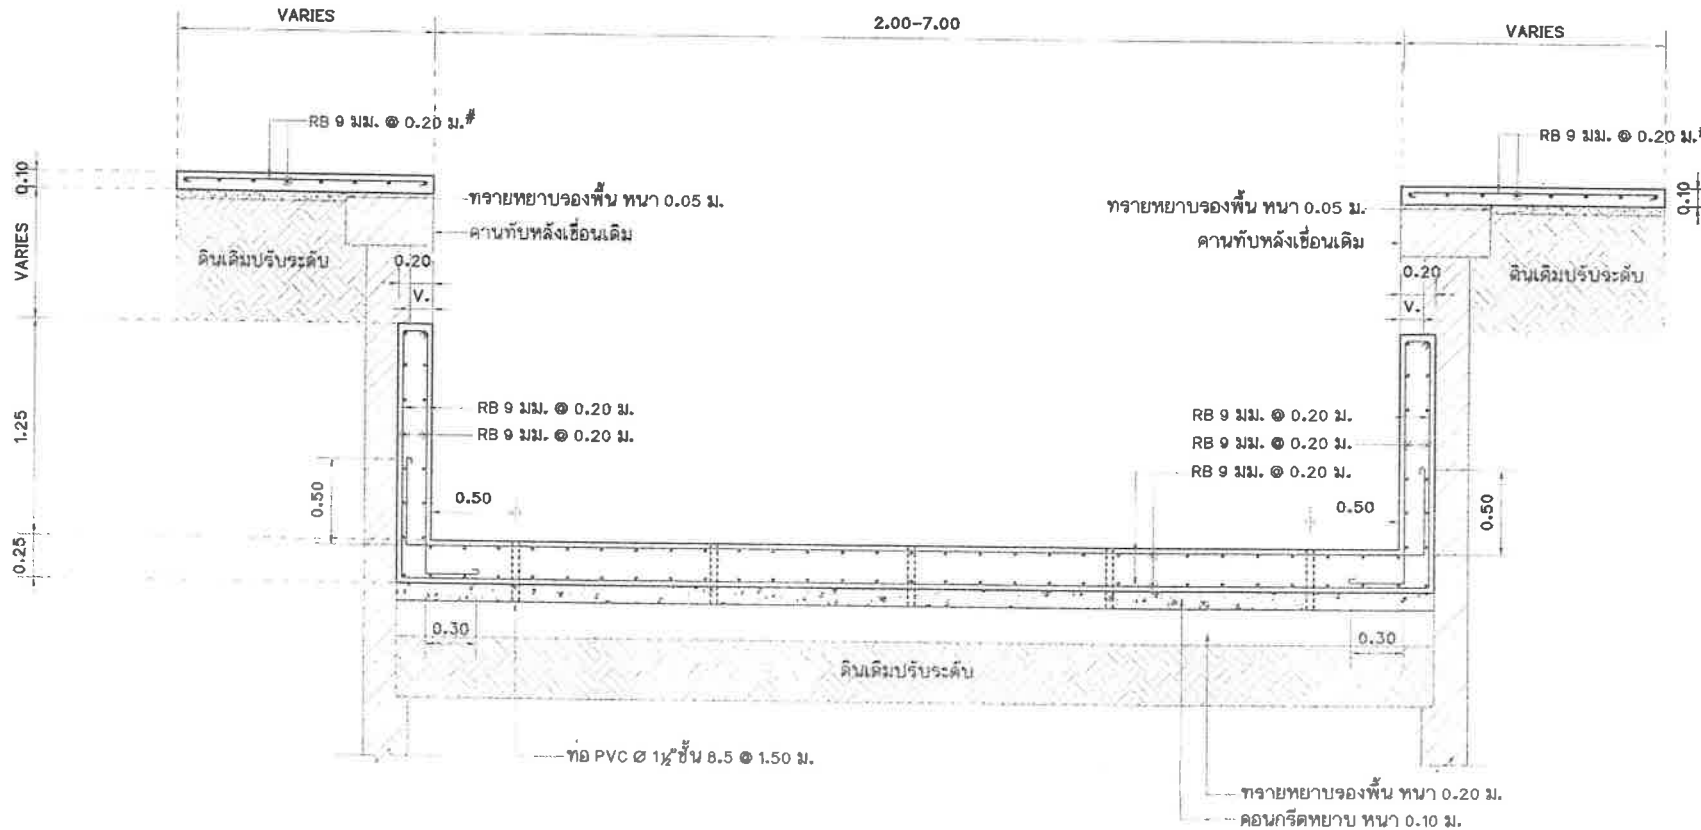 VARIES
2.00-7.00
VARIES
RB 9 มม. @ 0.20 ม.#
RB 9 มม. @ 0.20 ม.#
0.10
0.10
ทรายหยาบรองพื้น หนา 0.05 ม.
ทรายหยาบรองพื้น หนา 0.05 ม.
คานทับหลังเขื่อนเดิม
คานทับหลังเขื่อนเดิม
VARIES
ดินเดิมปรับระดับ
0.20
0.20
ดินเดิมปรับระดับ
V.
V.
RB 9 มม. @ 0.20 ม.
RB 9 มม. @ 0.20 ม.
RB 9 มม. @ 0.20 ม.
RB 9 มม. @ 0.20 ม.
RB 9 มม. @ 0.20 ม.
1.25
0.50
0.50
0.50
0.50
0.25
0.30
0.30
ดินเดิมปรับระดับ
ท่อ PVC Ø 1½" ชั้น 8.5 @ 1.50 ม.
ทรายหยาบรองพื้น หนา 0.20 ม.
คอนกรีตหยาบ หนา 0.10 ม.